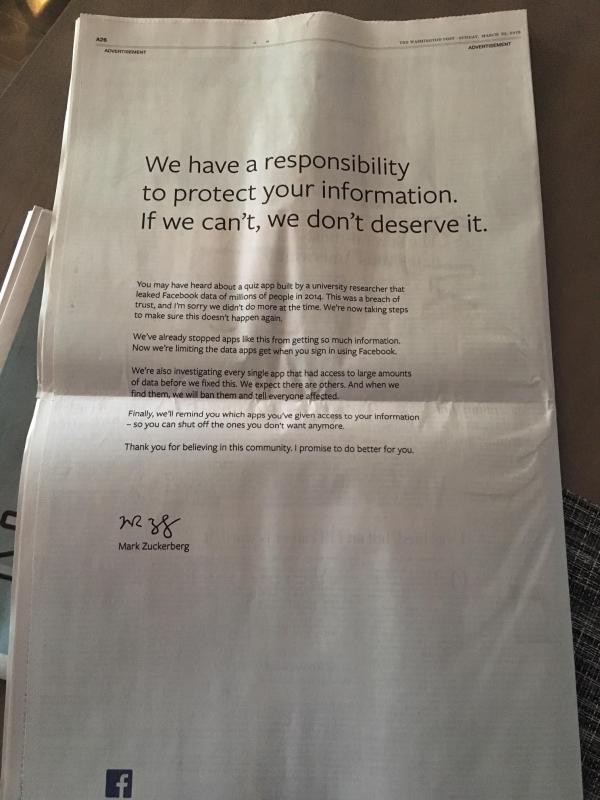 A26
THE WASHINGTON POST · SUNDAY, MARCH 25, 2018
ADVERTISEMENT
ADVERTISEMENT
We have a responsibility
to protect your information.
If we can't, we don't deserve it.
You may have heard about a quiz app built by a university researcher that
leaked Facebook data of millions of people in 2014. This was a breach of
trust, and I'm sorry we didn't do more at the time. We're now taking steps
to make sure this doesn't happen again.
We've already stopped apps like this from getting so much information.
Now we're limiting the data apps get when you sign in using Facebook.
We're also investigating every single app that had access to large amounts
of data before we fixed this. We expect there are others. And when we
find them, we will ban them and tell everyone affected.
Finally, we'll remind you which apps you've given access to your information
– so you can shut off the ones you don't want anymore.
Thank you for believing in this community. I promise to do better for you.
Mark Zuckerberg
f